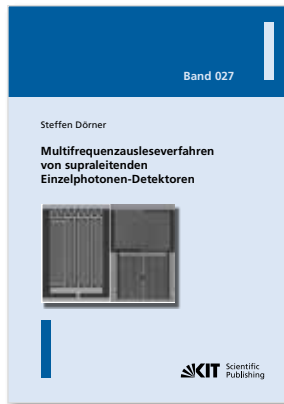 Band 027
Steffen Dörner
Multifrequenzausleseverfahren
von supraleitenden
Einzelphotonen-Detektoren
KIT Scientific
Publishing